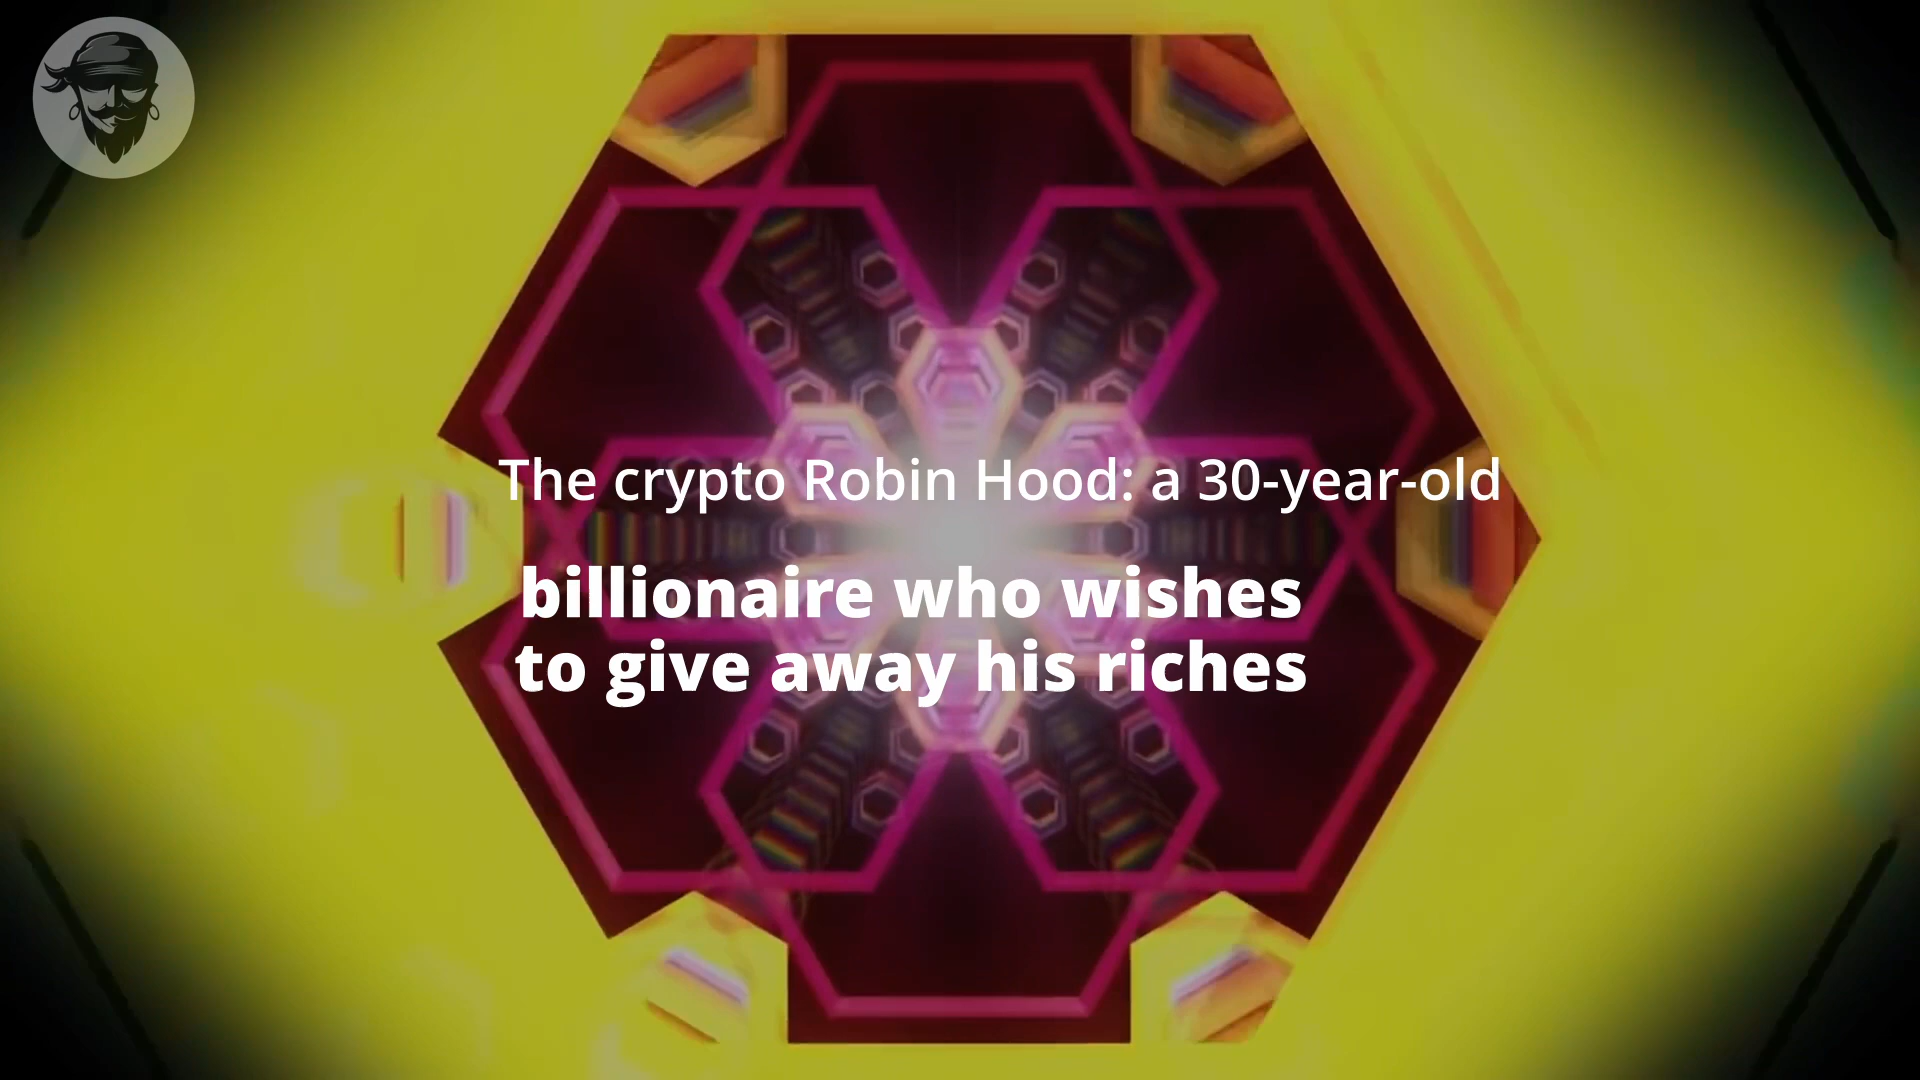 The crypto Robin Hood: a 30-year-old
billionaire who wishes
to give away his riches